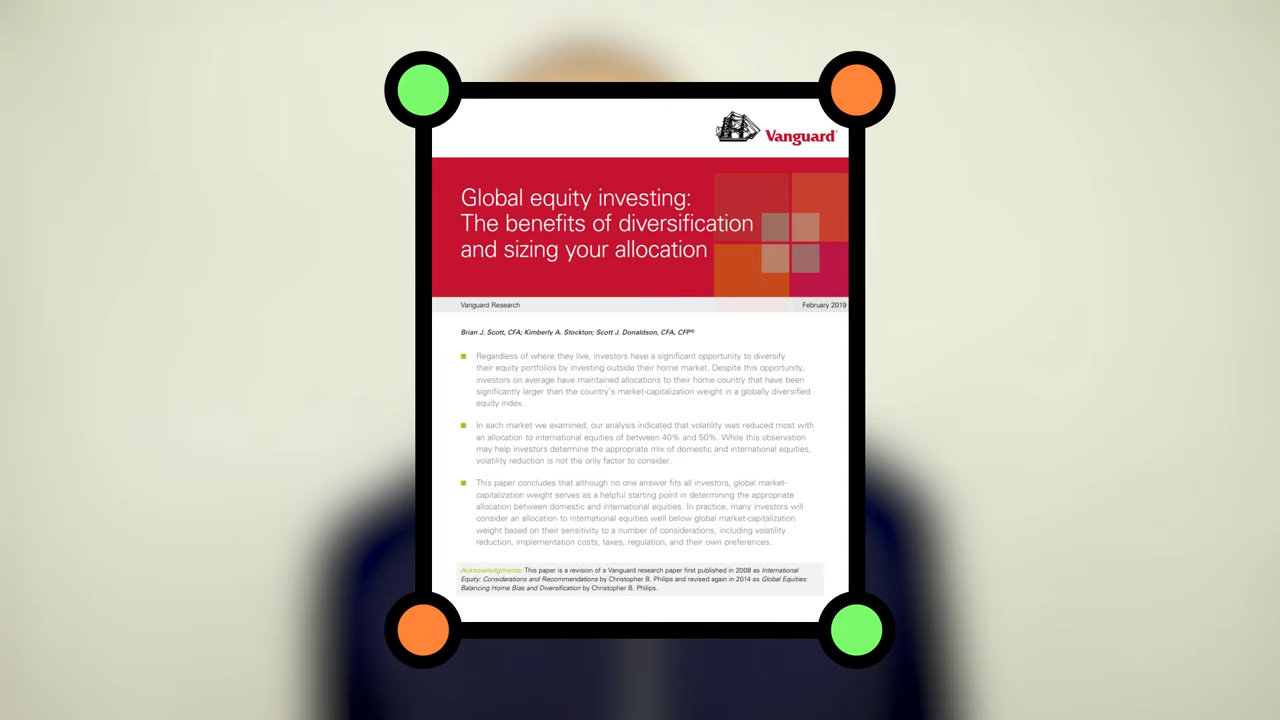 Vanguard®
Global equity investing:
The benefits of diversification
and sizing your allocation
Vanguard Research
February 2019
Brian J. Scott, CFA; Kimberly A. Stockton; Scott J. Donaldson, CFA, CFP®
Regardless of where they live, investors have a significant opportunity to diversify
their equity portfolios by investing outside their home market. Despite this opportunity,
investors on average have maintained allocations to their home country that have been
significantly larger than the country's market-capitalization weight in a globally diversified
equity index.
In each market we examined, our analysis indicated that volatility was reduced most with
an allocation to international equities of between 40% and 50%. While this observation
may help investors determine the appropriate mix of domestic and international equities,
volatility reduction is not the only factor to consider.
This paper concludes that although no one answer fits all investors, global market-
capitalization weight serves as a helpful starting point in determining the appropriate
allocation between domestic and international equities. In practice, many investors will
consider an allocation to international equities well below global market-capitalization
weight based on their sensitivity to a number of considerations, including volatility
reduction, implementation costs, taxes, regulation, and their own preferences.
Acknowledgments: This paper is a revision of a Vanguard research paper first published in 2008 as International
Equity: Considerations and Recommendations by Christopher B. Philips and revised again in 2014 as Global Equities:
Balancing Home Bias and Diversification by Christopher B. Philips.